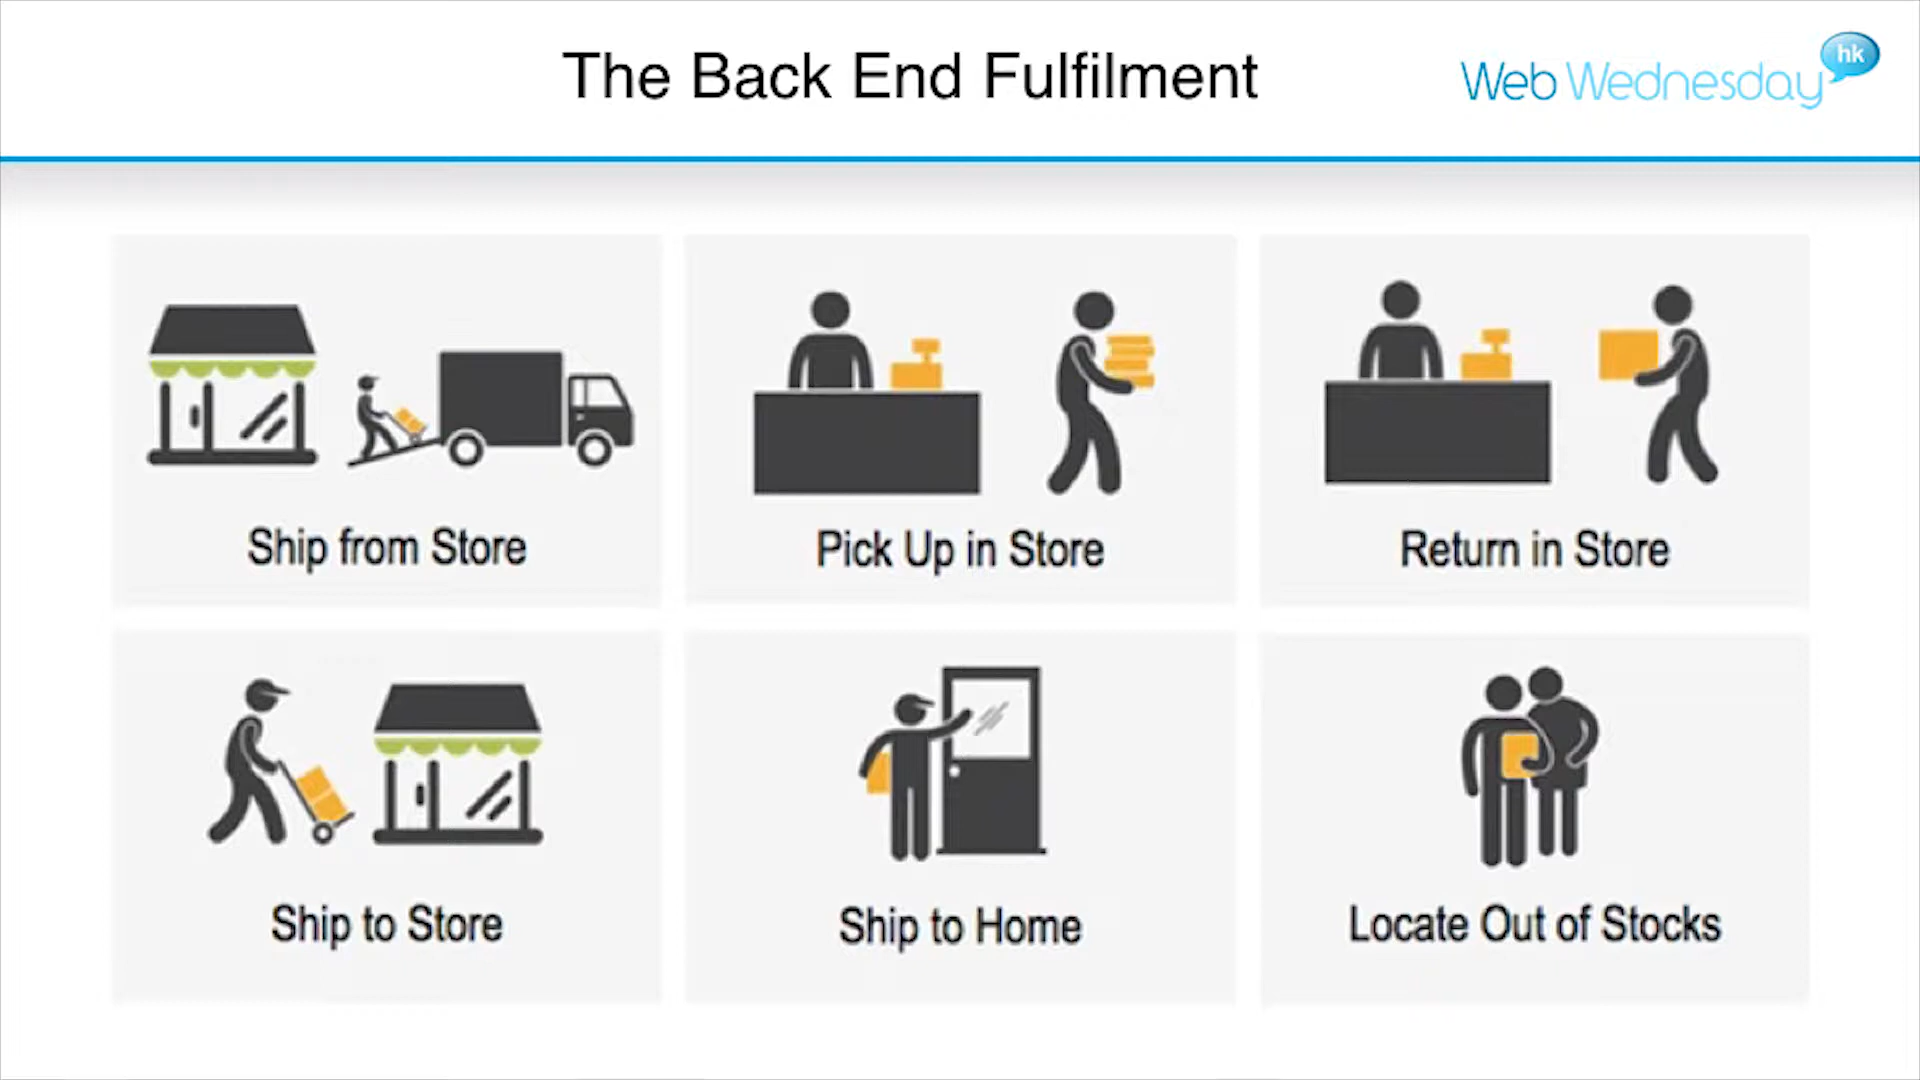 The Back End Fulfilment
Web Wednesday hk
Ship from Store
Pick Up in Store
Return in Store
Ship to Store
Ship to Home
Locate Out of Stocks